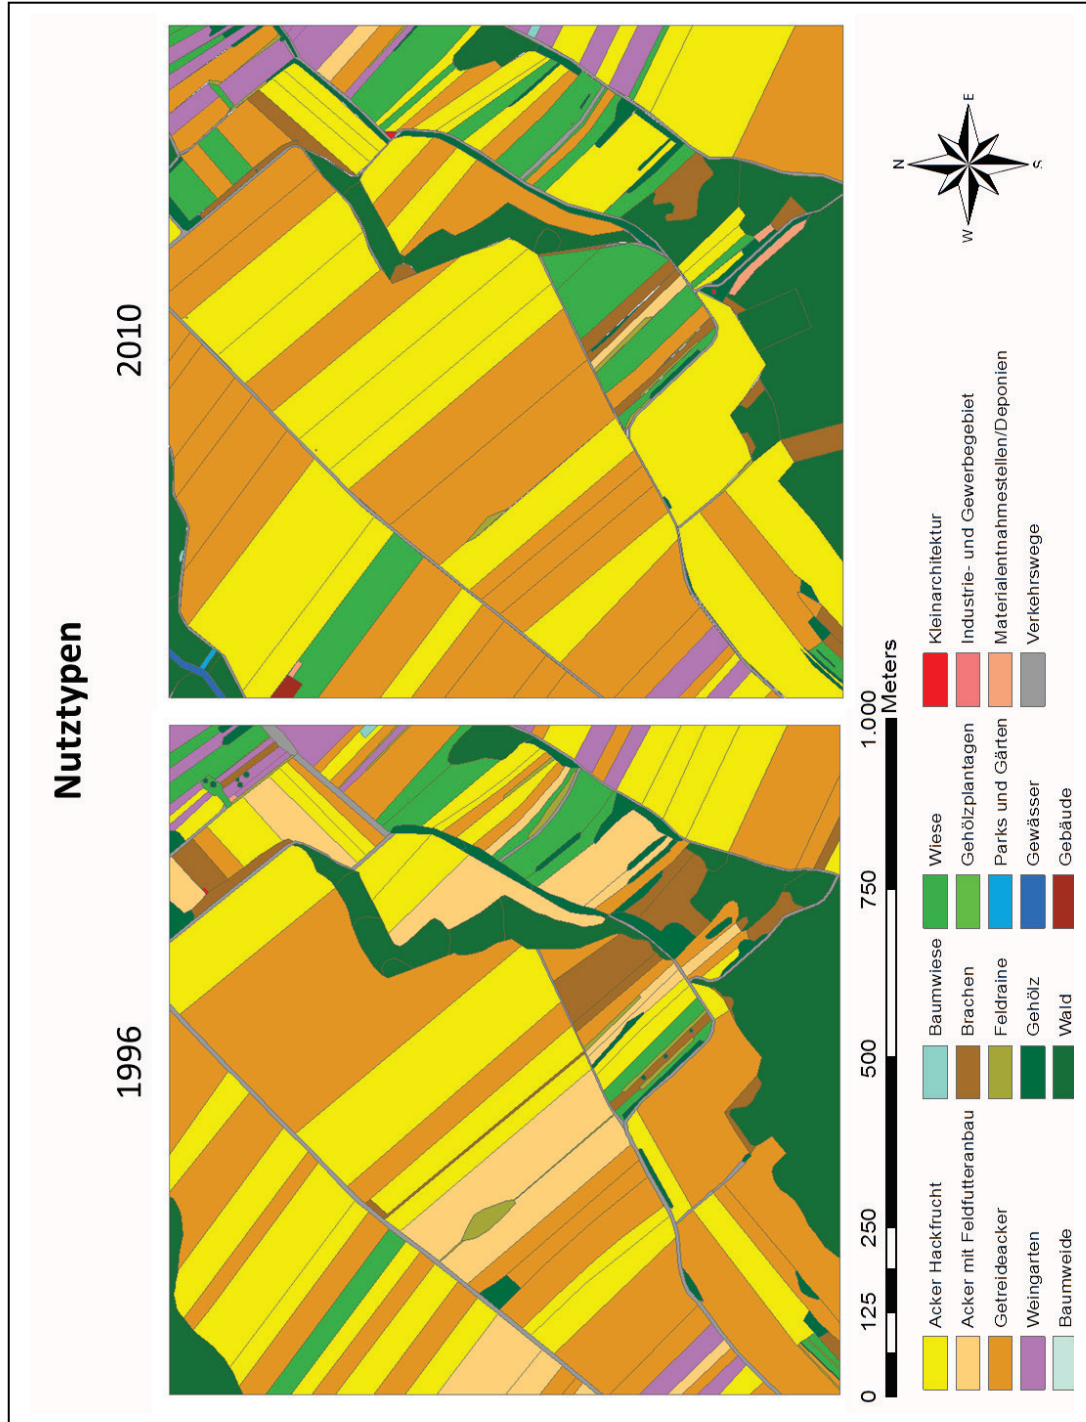 Nutztypen
1996
2010
N
E
S
W
0
125
250
500
750
1.000
Meters
Acker Hackfrucht
Acker mit Feldfutteranbau
Getreideacker
Weingarten
Baumweide
Baumwiese
Brachen
Feldraine
Gehölz
Wald
Wiese
Gehölzplantagen
Parks und Gärten
Gewässer
Gebäude
Kleinarchitektur
Industrie- und Gewerbegebiet
Materialentnahmestellen/Deponien
Verkehrswege